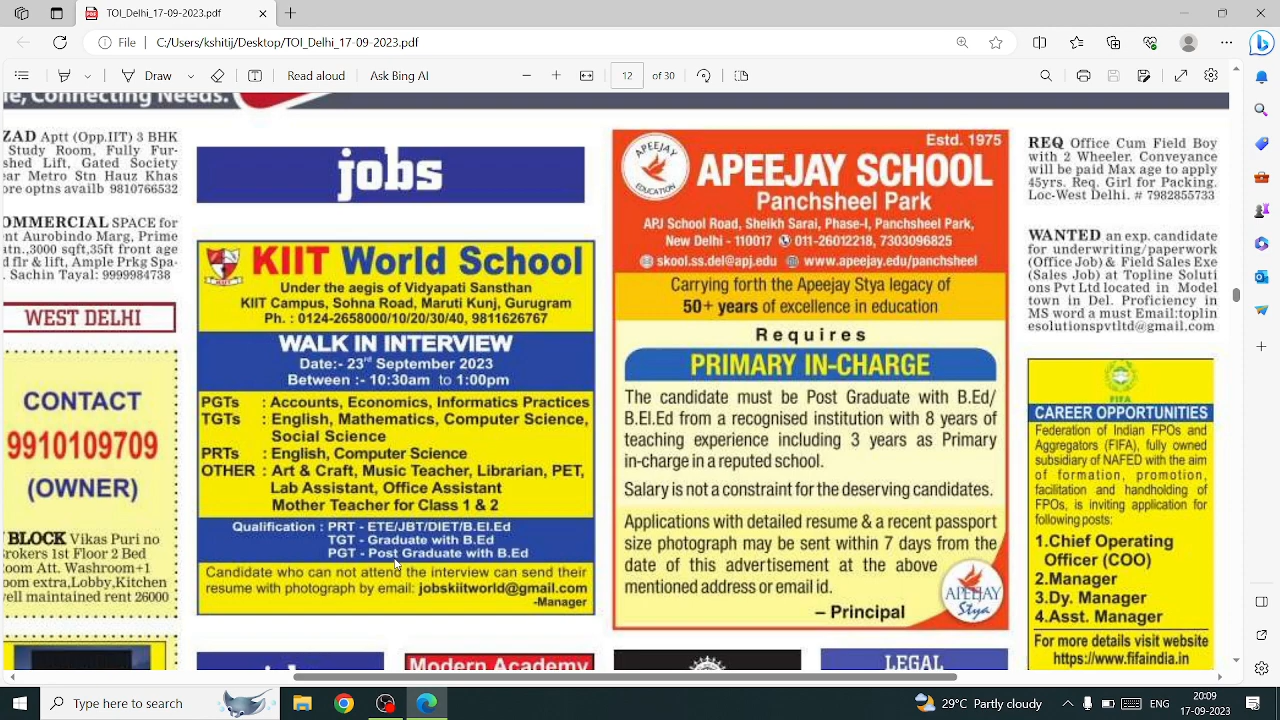 TOI_Delhi_17-09-2023.pdf
File
C:/Users/kshitij/Desktop/TOI_Delhi_17-09-2023.pdf
Draw
Read aloud
Ask Bing AI
12
of 30
Connecting Needs.
ZAD Aptt (Opp.IIT) 3 BHK
Study Room, Fully Fur-
shed Lift, Gated Society
ear Metro Stn Hauz Khas
ore optns availb 9810766532
OMMERCIAL SPACE for
nt Aurobindo Marg, Prime
atn.,3000 sqft,35ft front age
d flr & lift, Ample Prkg Spa-
. Sachin Tayal: 9999984738
WEST DELHI
CONTACT
9910109709
(OWNER)
BLOCK Vikas Puri no
rokers 1st Floor 2 Bed
oom Att. Washroom+1
oom extra,Lobby,Kitchen
ell maintained rent 26000
jobs
KIIT World School
Under the aegis of Vidyapati Sansthan
KIIT Campus, Sohna Road, Maruti Kunj, Gurugram
Ph. : 0124-2658000/10/20/30/40, 9811626767
WALK IN INTERVIEW
Date:- 23rd September 2023
Between :- 10:30am to 1:00pm
PGTs : Accounts, Economics, Informatics Practices
TGTs : English, Mathematics, Computer Science,
Social Science
PRTs : English, Computer Science
OTHER : Art & Craft, Music Teacher, Librarian, PET,
Lab Assistant, Office Assistant
Mother Teacher for Class 1 & 2
Qualification : PRT - ETE/JBT/DIET/B.El.Ed
TGT - Graduate with B.Ed
PGT - Post Graduate with B.Ed
Candidate who can not attend the interview can send their
resume with photograph by email: jobskiitworld@gmail.com
-Manager
Modern Academy
APEEJAY
EDUCATION
Estd. 1975
APEEJAY SCHOOL
Panchsheel Park
APJ School Road, Sheikh Sarai, Phase-I, Panchsheel Park,
New Delhi - 110017 011-26012218, 7303096825
skool.ss.del@apj.edu www.apeejay.edu/panchsheel
Carrying forth the Apeejay Stya legacy of
50+ years of excellence in education
Requires
PRIMARY IN-CHARGE
The candidate must be Post Graduate with B.Ed/
B.El.Ed from a recognised institution with 8 years of
teaching experience including 3 years as Primary
in-charge in a reputed school.
Salary is not a constraint for the deserving candidates.
Applications with detailed resume & a recent passport
size photograph may be sent within 7 days from the
date of this advertisement at the above
mentioned address or email id.
– Principal
APEEJAY
Stya
LEGAL
REQ Office Cum Field Boy
with 2 Wheeler. Conveyance
will be paid Max age to apply
45yrs. Req. Girl for Packing.
Loc-West Delhi. # 7982855733
WANTED an exp. candidate
for underwriting/paperwork
(Office Job) & Field Sales Exe
(Sales Job) at Topline Soluti
ons Pvt Ltd located in Model
town in Del. Proficiency in
MS word a must Email:toplin
esolutionspvtltd@gmail.com
FIFA
CAREER OPPORTUNITIES
Federation of Indian FPOs and
Aggregators (FIFA), fully owned
subsidiary of NAFED with the aim
of formation, promotion,
facilitation and handholding of
FPOs, is inviting application for
following posts:
1.Chief Operating
Officer (COO)
2.Manager
3.Dy. Manager
4.Asst. Manager
For more details visit website
https://www.fifaindia.in
Type here to search
29°C Partly cloudy
ENG
20:09
17-09-2023